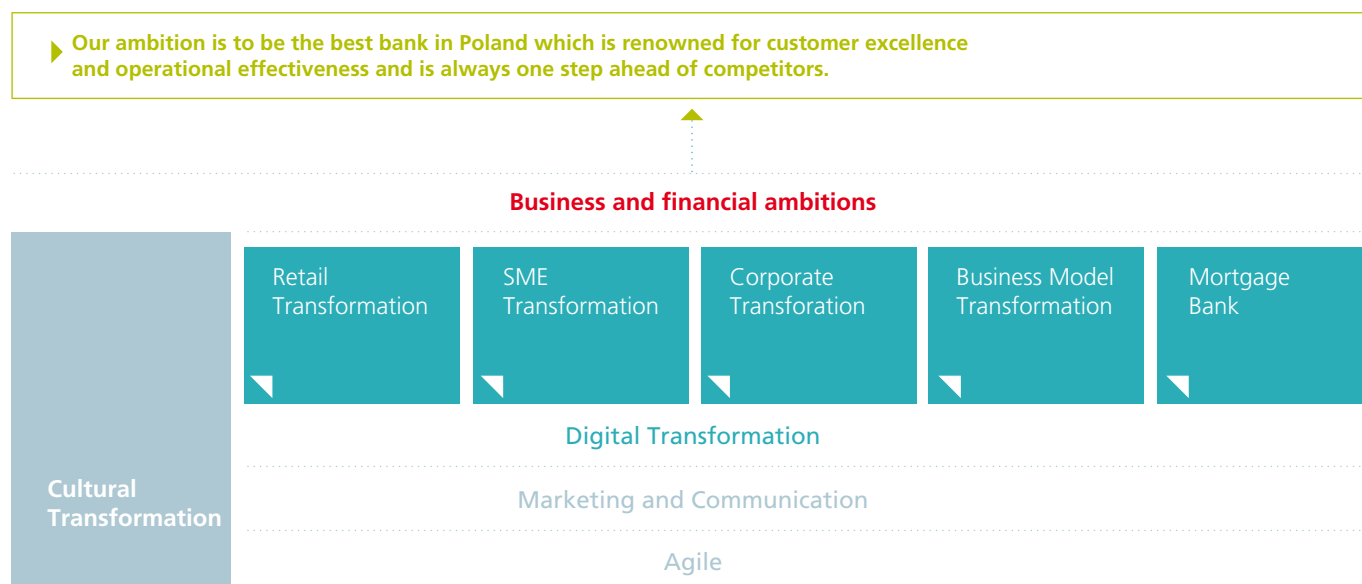 Our ambition is to be the best bank in Poland which is renowned for customer excellence
and operational effectiveness and is always one step ahead of competitors.
Business and financial ambitions
Retail
Transformation
SME
Transformation
Corporate
Transforation
Business Model
Transformation
Mortgage
Bank
Digital Transformation
Cultural
Transformation
Marketing and Communication
Agile